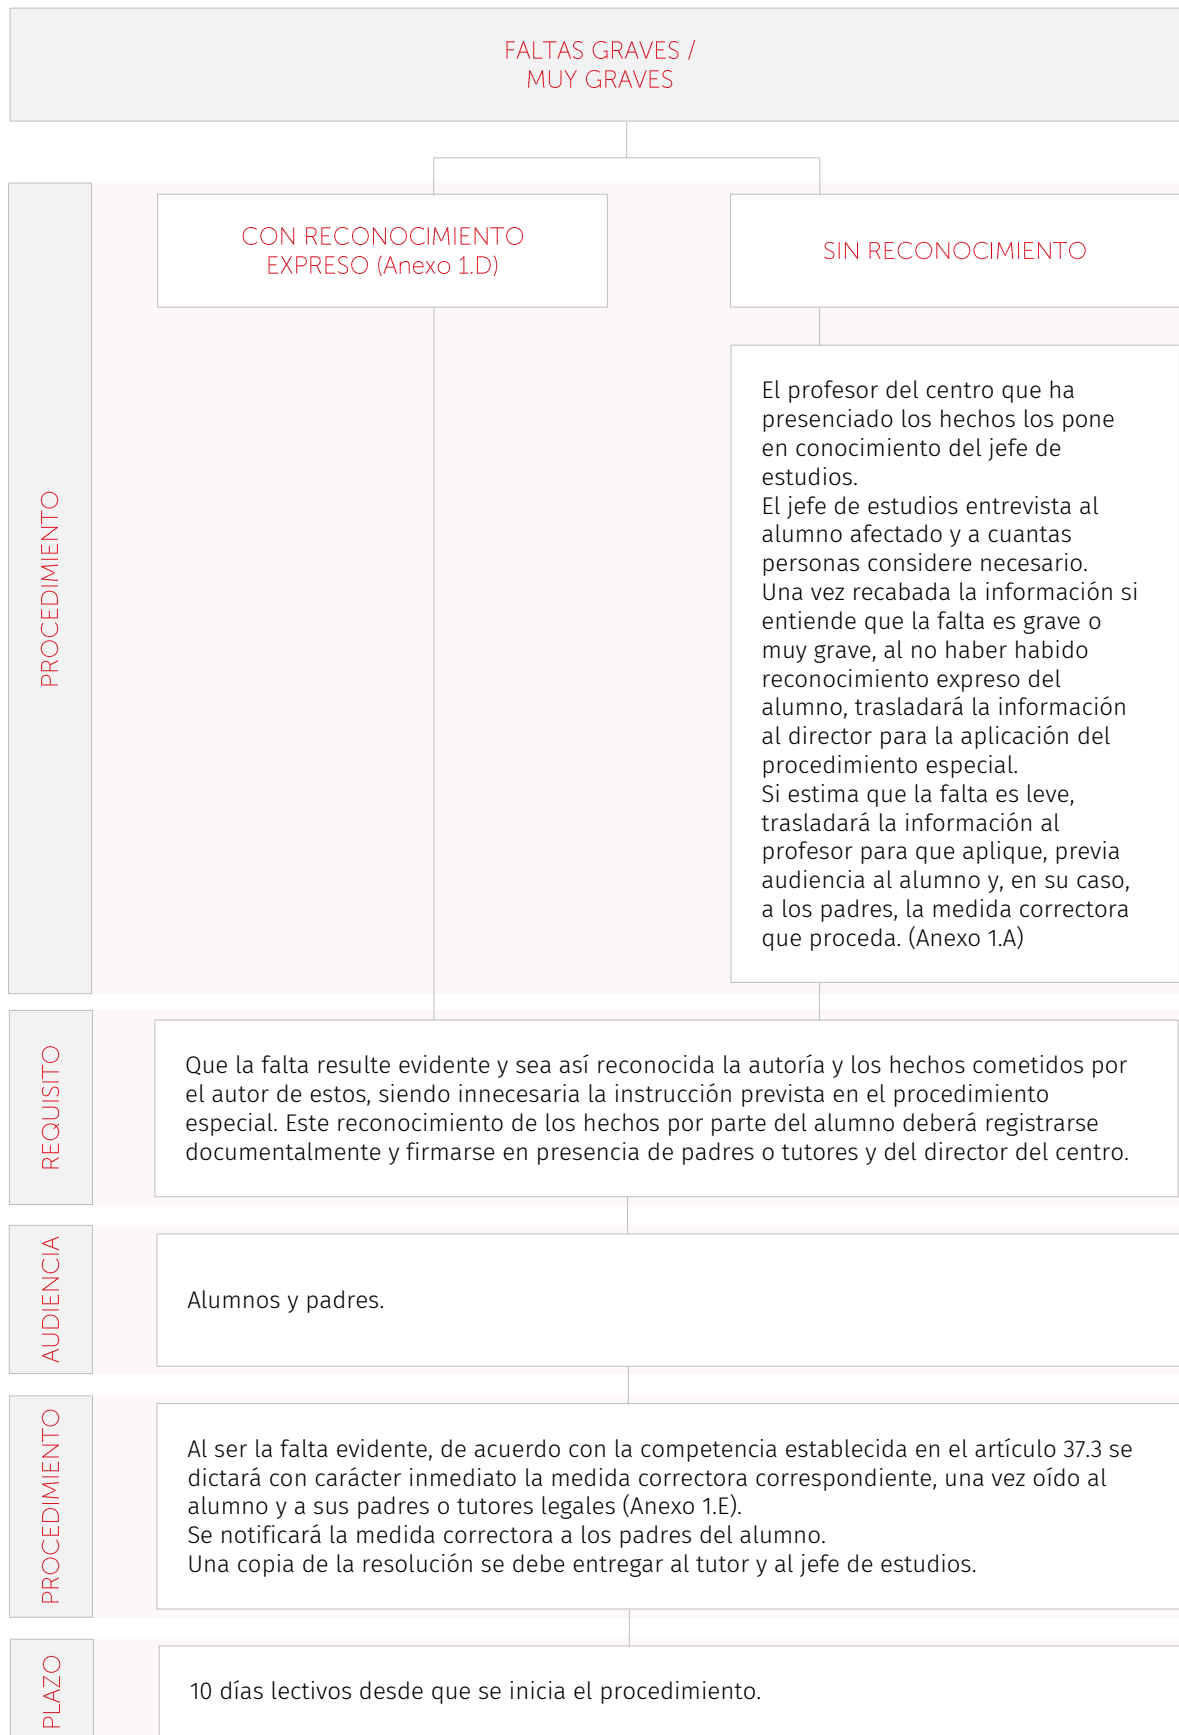 FALTAS GRAVES /
MUY GRAVES
PROCEDIMIENTO
CON RECONOCIMIENTO
EXPRESO (Anexo 1.D)
SIN RECONOCIMIENTO
El profesor del centro que ha
presenciado los hechos los pone
en conocimiento del jefe de
estudios.
El jefe de estudios entrevista al
alumno afectado y a cuantas
personas considere necesario.
Una vez recabada la información si
entiende que la falta es grave o
muy grave, al no haber habido
reconocimiento expreso del
alumno, trasladará la información
al director para la aplicación del
procedimiento especial.
Si estima que la falta es leve,
trasladará la información al
profesor para que aplique, previa
audiencia al alumno y, en su caso,
a los padres, la medida correctora
que proceda. (Anexo 1.A)
REQUISITO
Que la falta resulte evidente y sea así reconocida la autoría y los hechos cometidos por
el autor de estos, siendo innecesaria la instrucción prevista en el procedimiento
especial. Este reconocimiento de los hechos por parte del alumno deberá registrarse
documentalmente y firmarse en presencia de padres o tutores y del director del centro.
AUDIENCIA
Alumnos y padres.
PROCEDIMIENTO
Al ser la falta evidente, de acuerdo con la competencia establecida en el artículo 37.3 se
dictará con carácter inmediato la medida correctora correspondiente, una vez oído al
alumno y a sus padres o tutores legales (Anexo 1.E).
Se notificará la medida correctora a los padres del alumno.
Una copia de la resolución se debe entregar al tutor y al jefe de estudios.
PLAZO
10 días lectivos desde que se inicia el procedimiento.